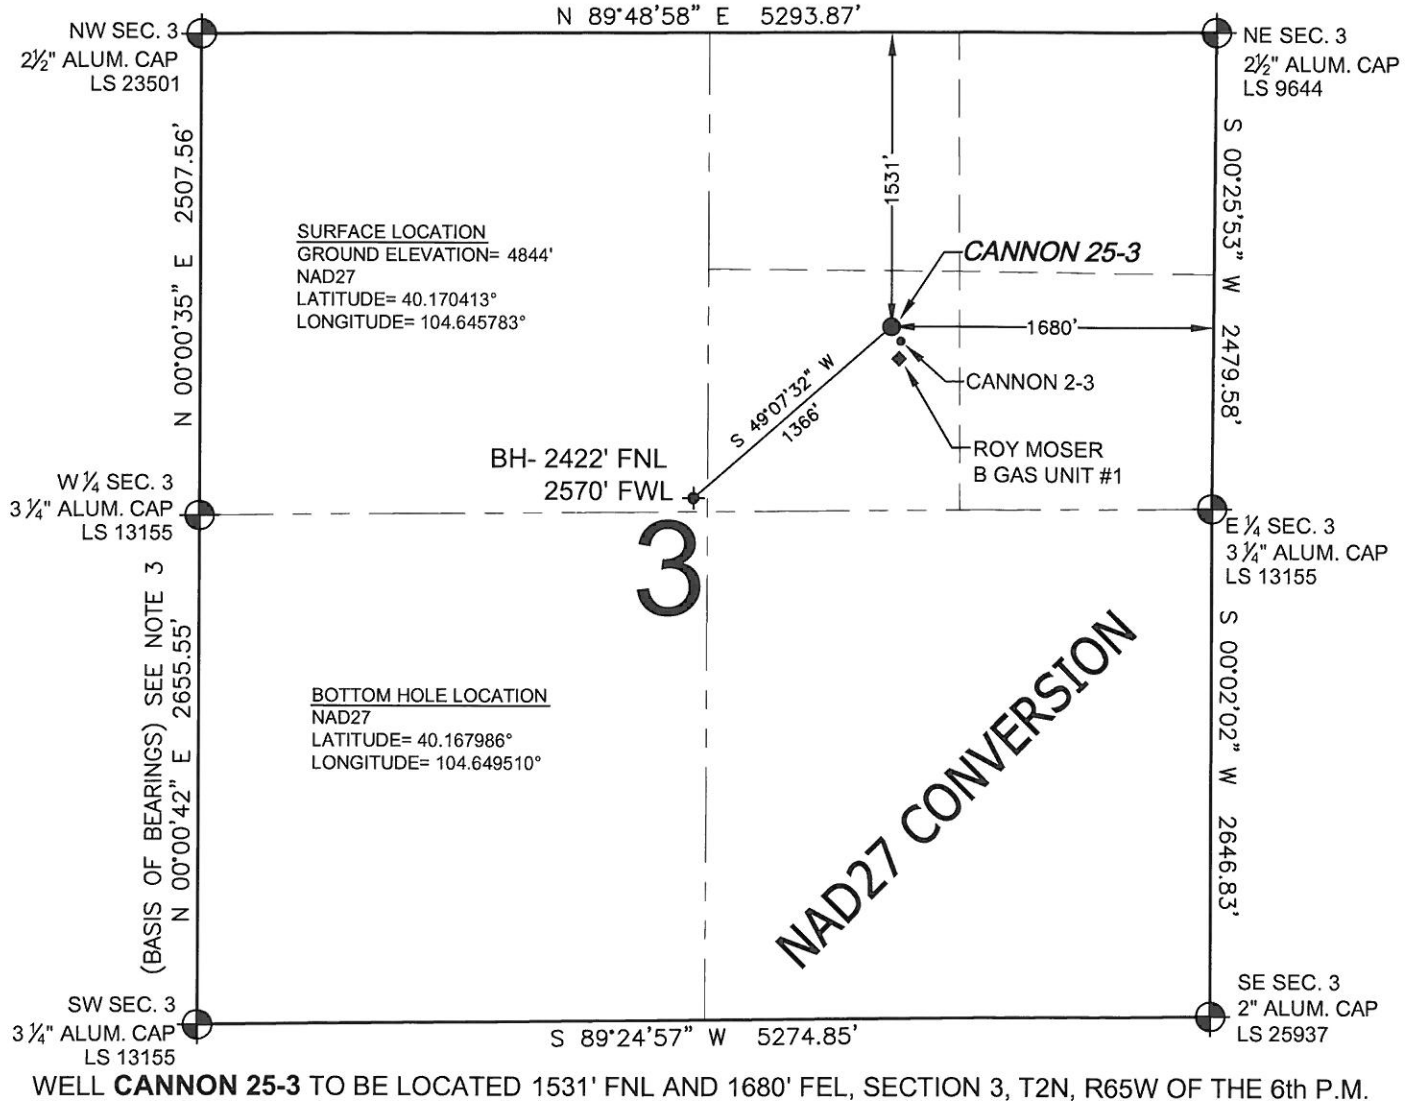 N 89°48'58" E 5293.87'
NW SEC. 3
2½" ALUM. CAP
LS 23501
NE SEC. 3
2½" ALUM. CAP
LS 9644
N 00°00'35" E 2507.56'
S 00°25'53" W 2479.58'
1531'
SURFACE LOCATION
GROUND ELEVATION= 4844'
NAD27
LATITUDE= 40.170413°
LONGITUDE= 104.645783°
CANNON 25-3
1680'
CANNON 2-3
S 49°07'32" W
1366'
ROY MOSER
B GAS UNIT #1
BH- 2422' FNL
2570' FWL
W ¼ SEC. 3
3 ¼" ALUM. CAP
LS 13155
E ¼ SEC. 3
3 ¼" ALUM. CAP
LS 13155
3
(BASIS OF BEARINGS) SEE NOTE 3
N 00°00'42" E 2655.55'
S 00°02'02" W 2646.83'
BOTTOM HOLE LOCATION
NAD27
LATITUDE= 40.167986°
LONGITUDE= 104.649510°
NAD27 CONVERSION
SW SEC. 3
3 ¼" ALUM. CAP
LS 13155
SE SEC. 3
2" ALUM. CAP
LS 25937
S 89°24'57" W 5274.85'
WELL CANNON 25-3 TO BE LOCATED 1531' FNL AND 1680' FEL, SECTION 3, T2N, R65W OF THE 6th P.M.